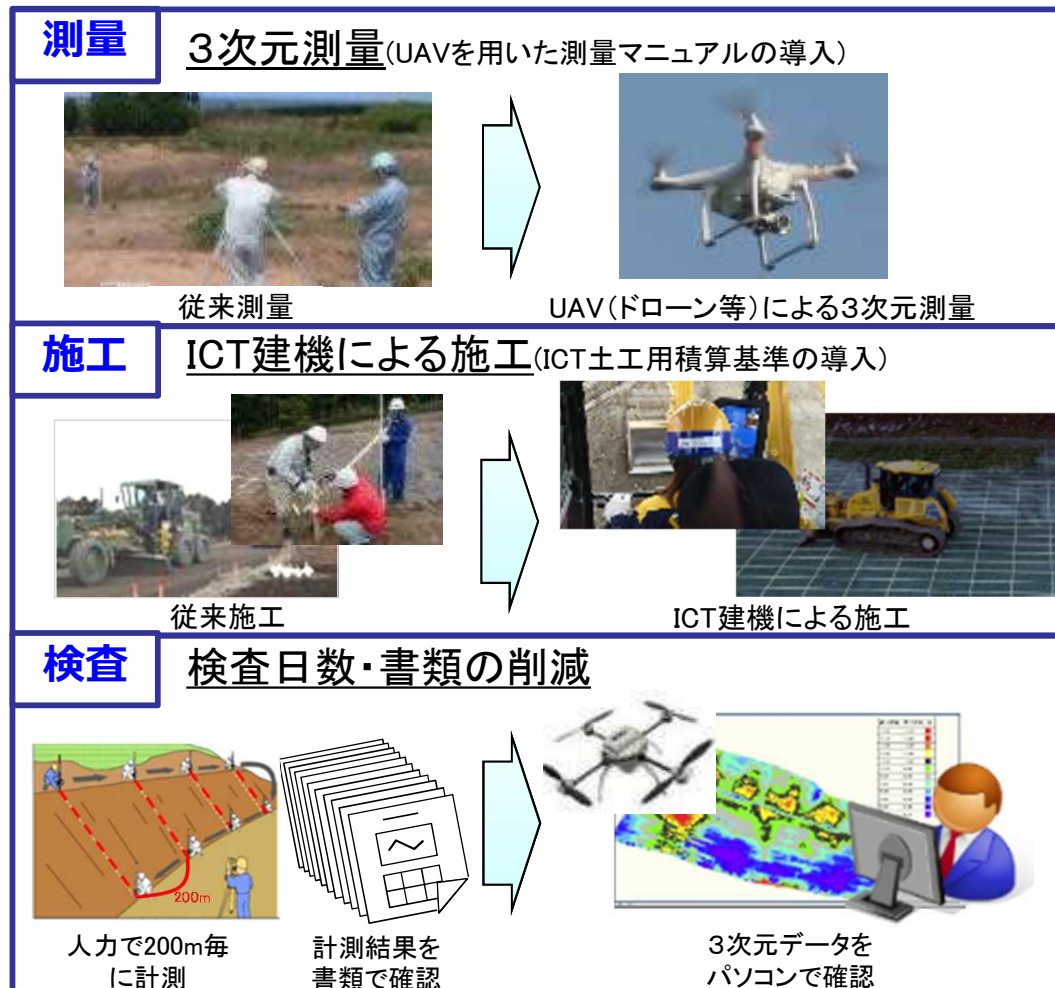 測量
３次元測量(UAVを用いた測量マニュアルの導入)
従来測量
UAV(ドローン等)による３次元測量
施工
ICT建機による施工(ICT土工用積算基準の導入)
従来施工
ICT建機による施工
検査
検査日数・書類の削減
200m
人力で200m毎
に計測
計測結果を
書類で確認
３次元データを
パソコンで確認